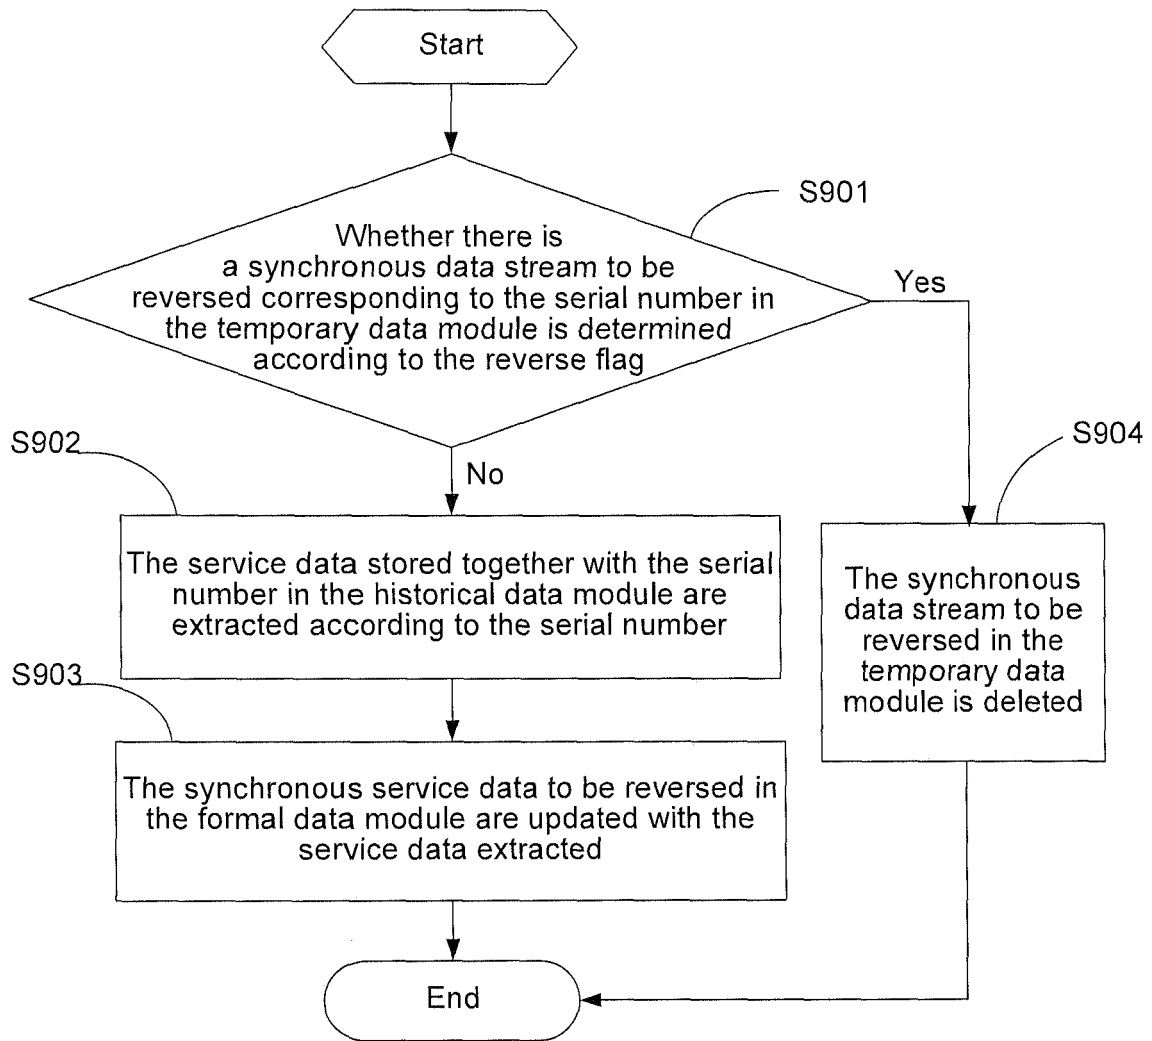 Start
S901
Whether there is
a synchronous data stream to be
reversed corresponding to the serial number in
the temporary data module is determined
according to the reverse flag
Yes
S902
No
S904
The service data stored together with the serial
number in the historical data module are
extracted according to the serial number
The synchronous
data stream to be
reversed in the
temporary data
module is deleted
S903
The synchronous service data to be reversed in
the formal data module are updated with the
service data extracted
End